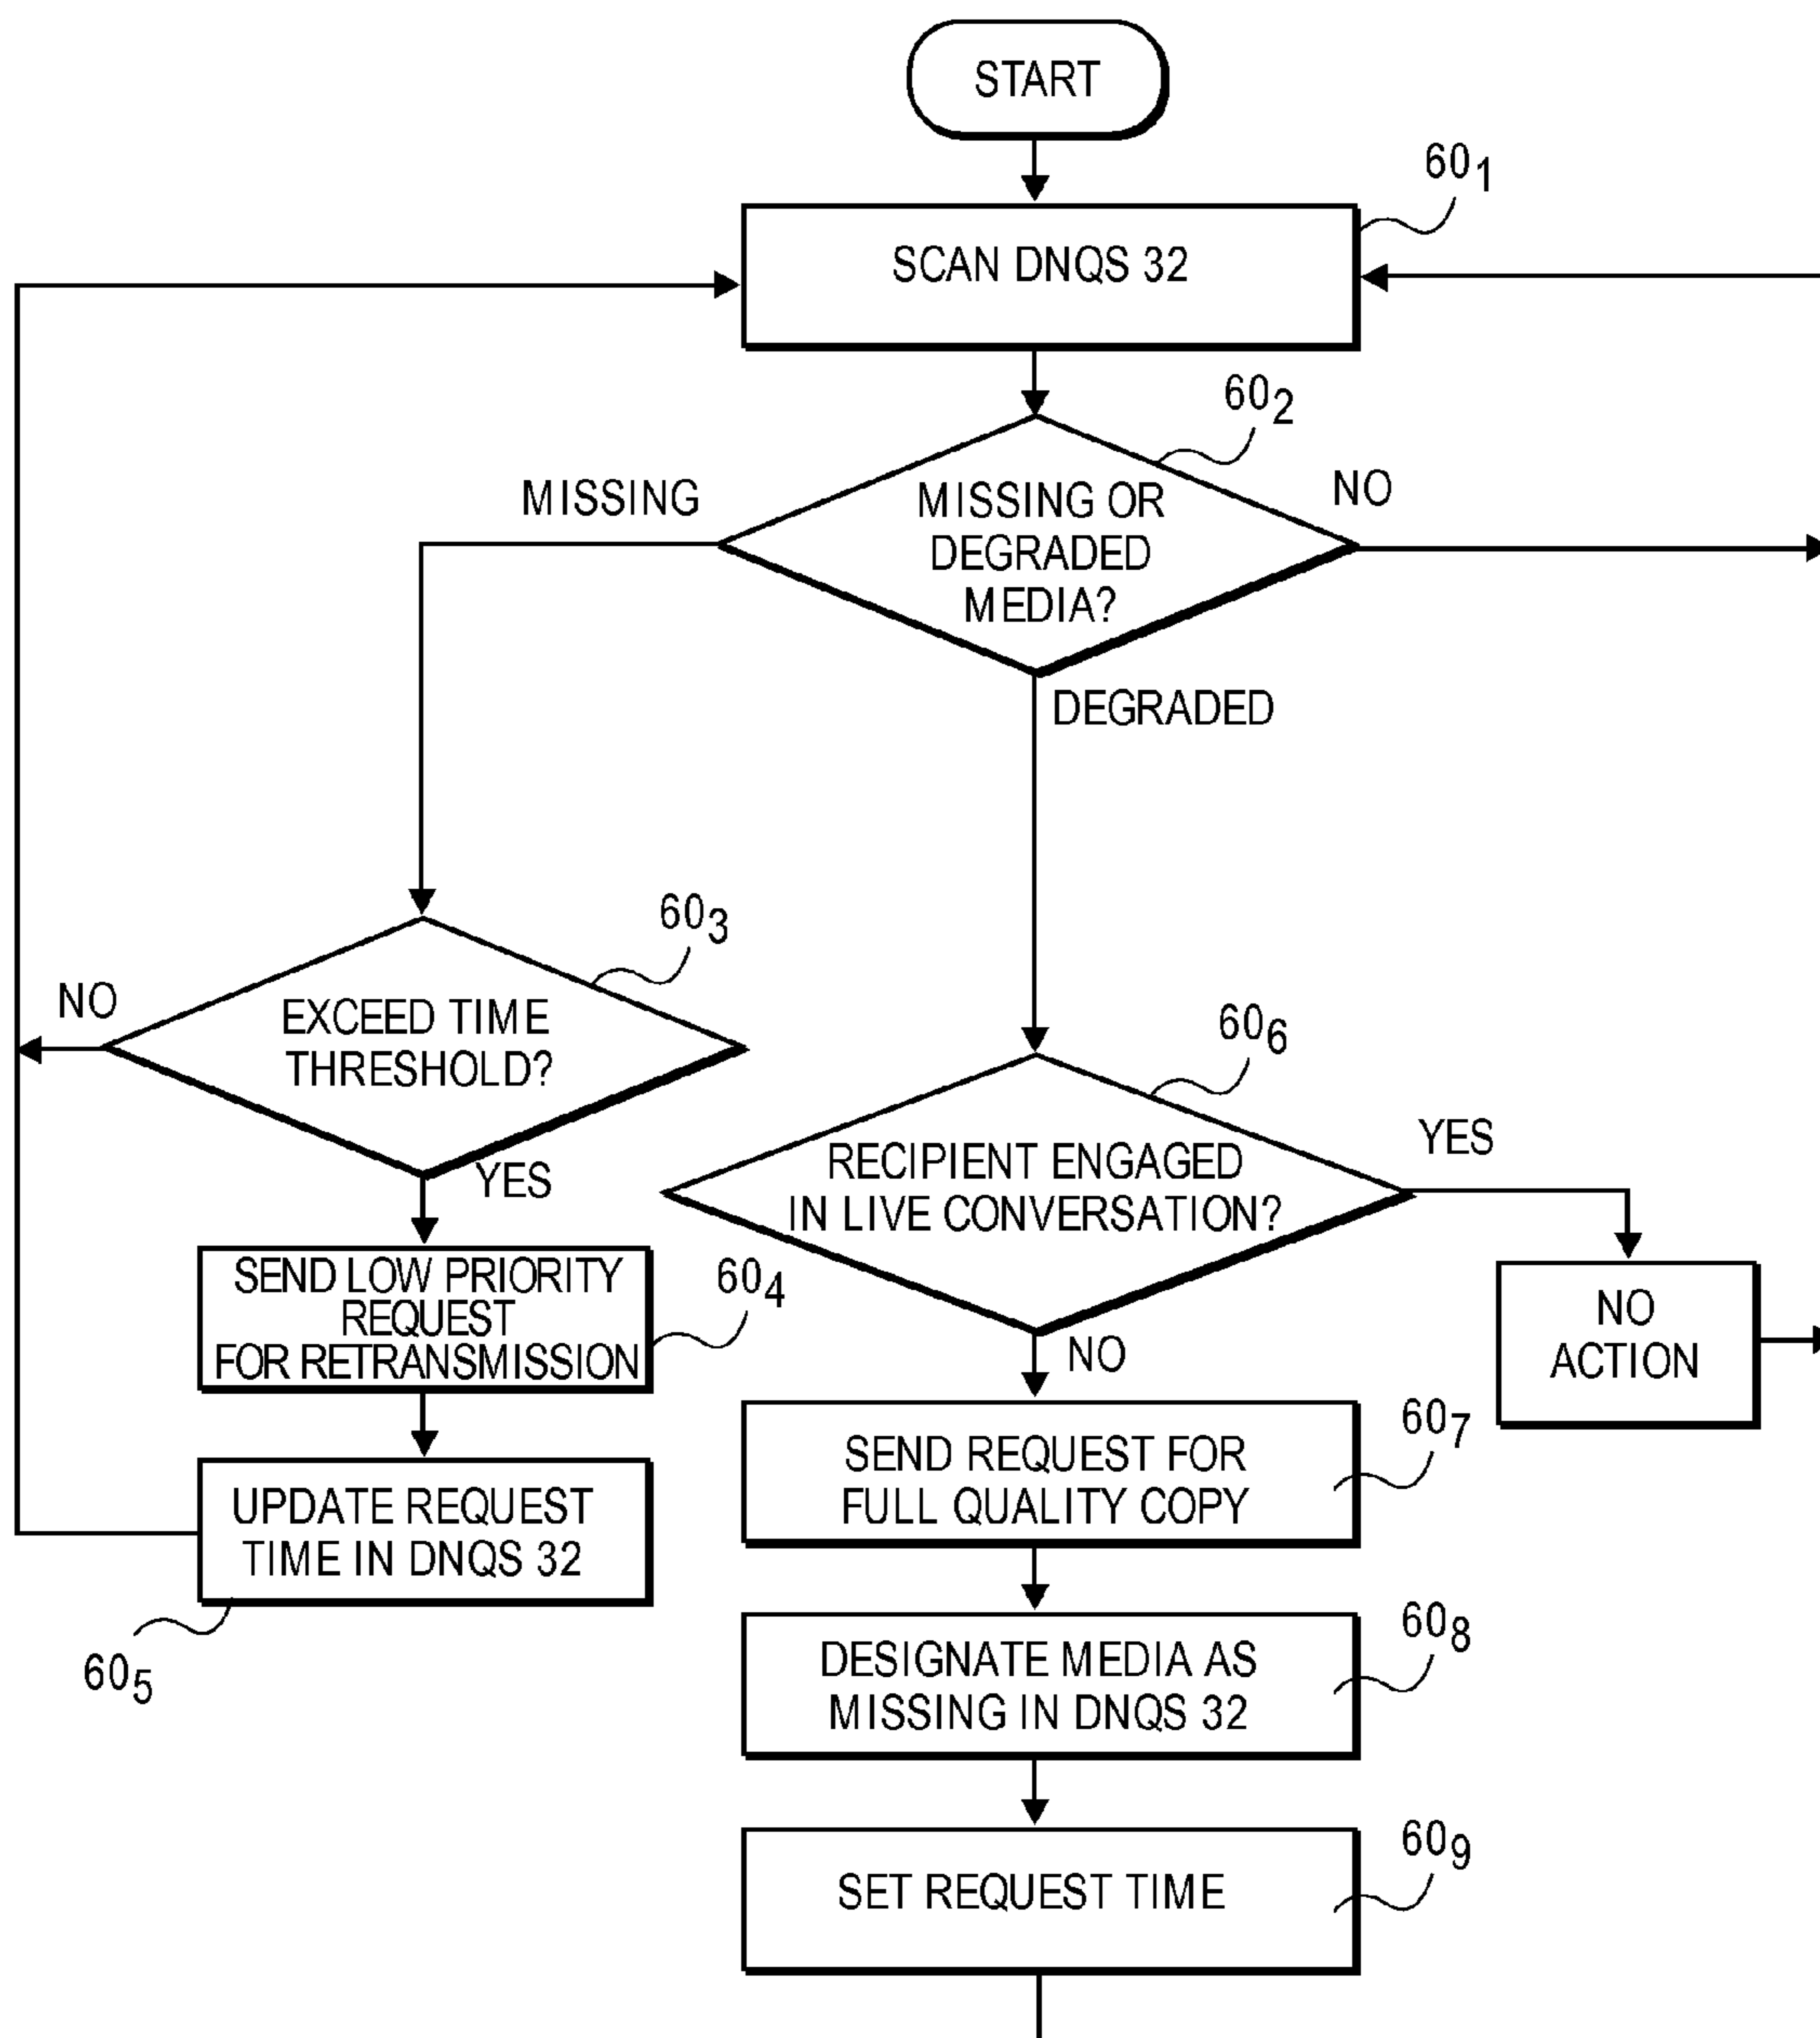 START
60₁
SCAN DNQS 32
60₂
MISSING
MISSING OR
DEGRADED
MEDIA?
NO
DEGRADED
60₃
NO
EXCEED TIME
THRESHOLD?
YES
60₆
RECIPIENT ENGAGED
IN LIVE CONVERSATION?
YES
SEND LOW PRIORITY
REQUEST
FOR RETRANSMISSION
60₄
NO
NO
ACTION
UPDATE REQUEST
TIME IN DNQS 32
60₅
SEND REQUEST FOR
FULL QUALITY COPY
60₇
DESIGNATE MEDIA AS
MISSING IN DNQS 32
60₈
SET REQUEST TIME
60₉